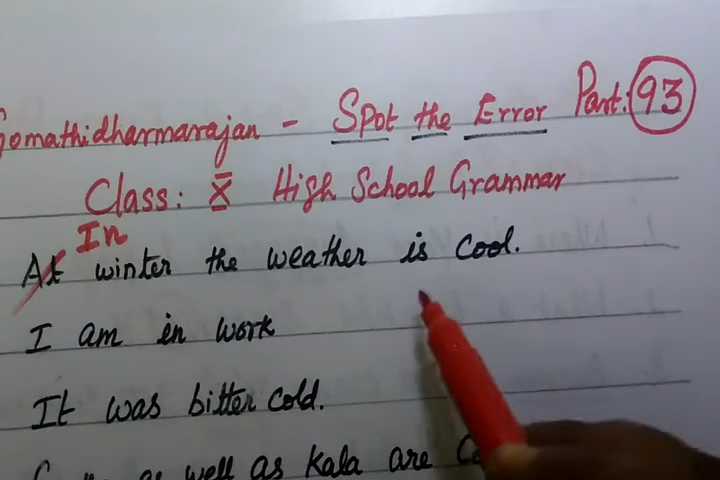 Gomathidharmarajan - Spot the Error Part: 93
Class: X High School Grammar
In
At winter the weather is cool.
I am in work
It was bitter cold.
as well as Kala are